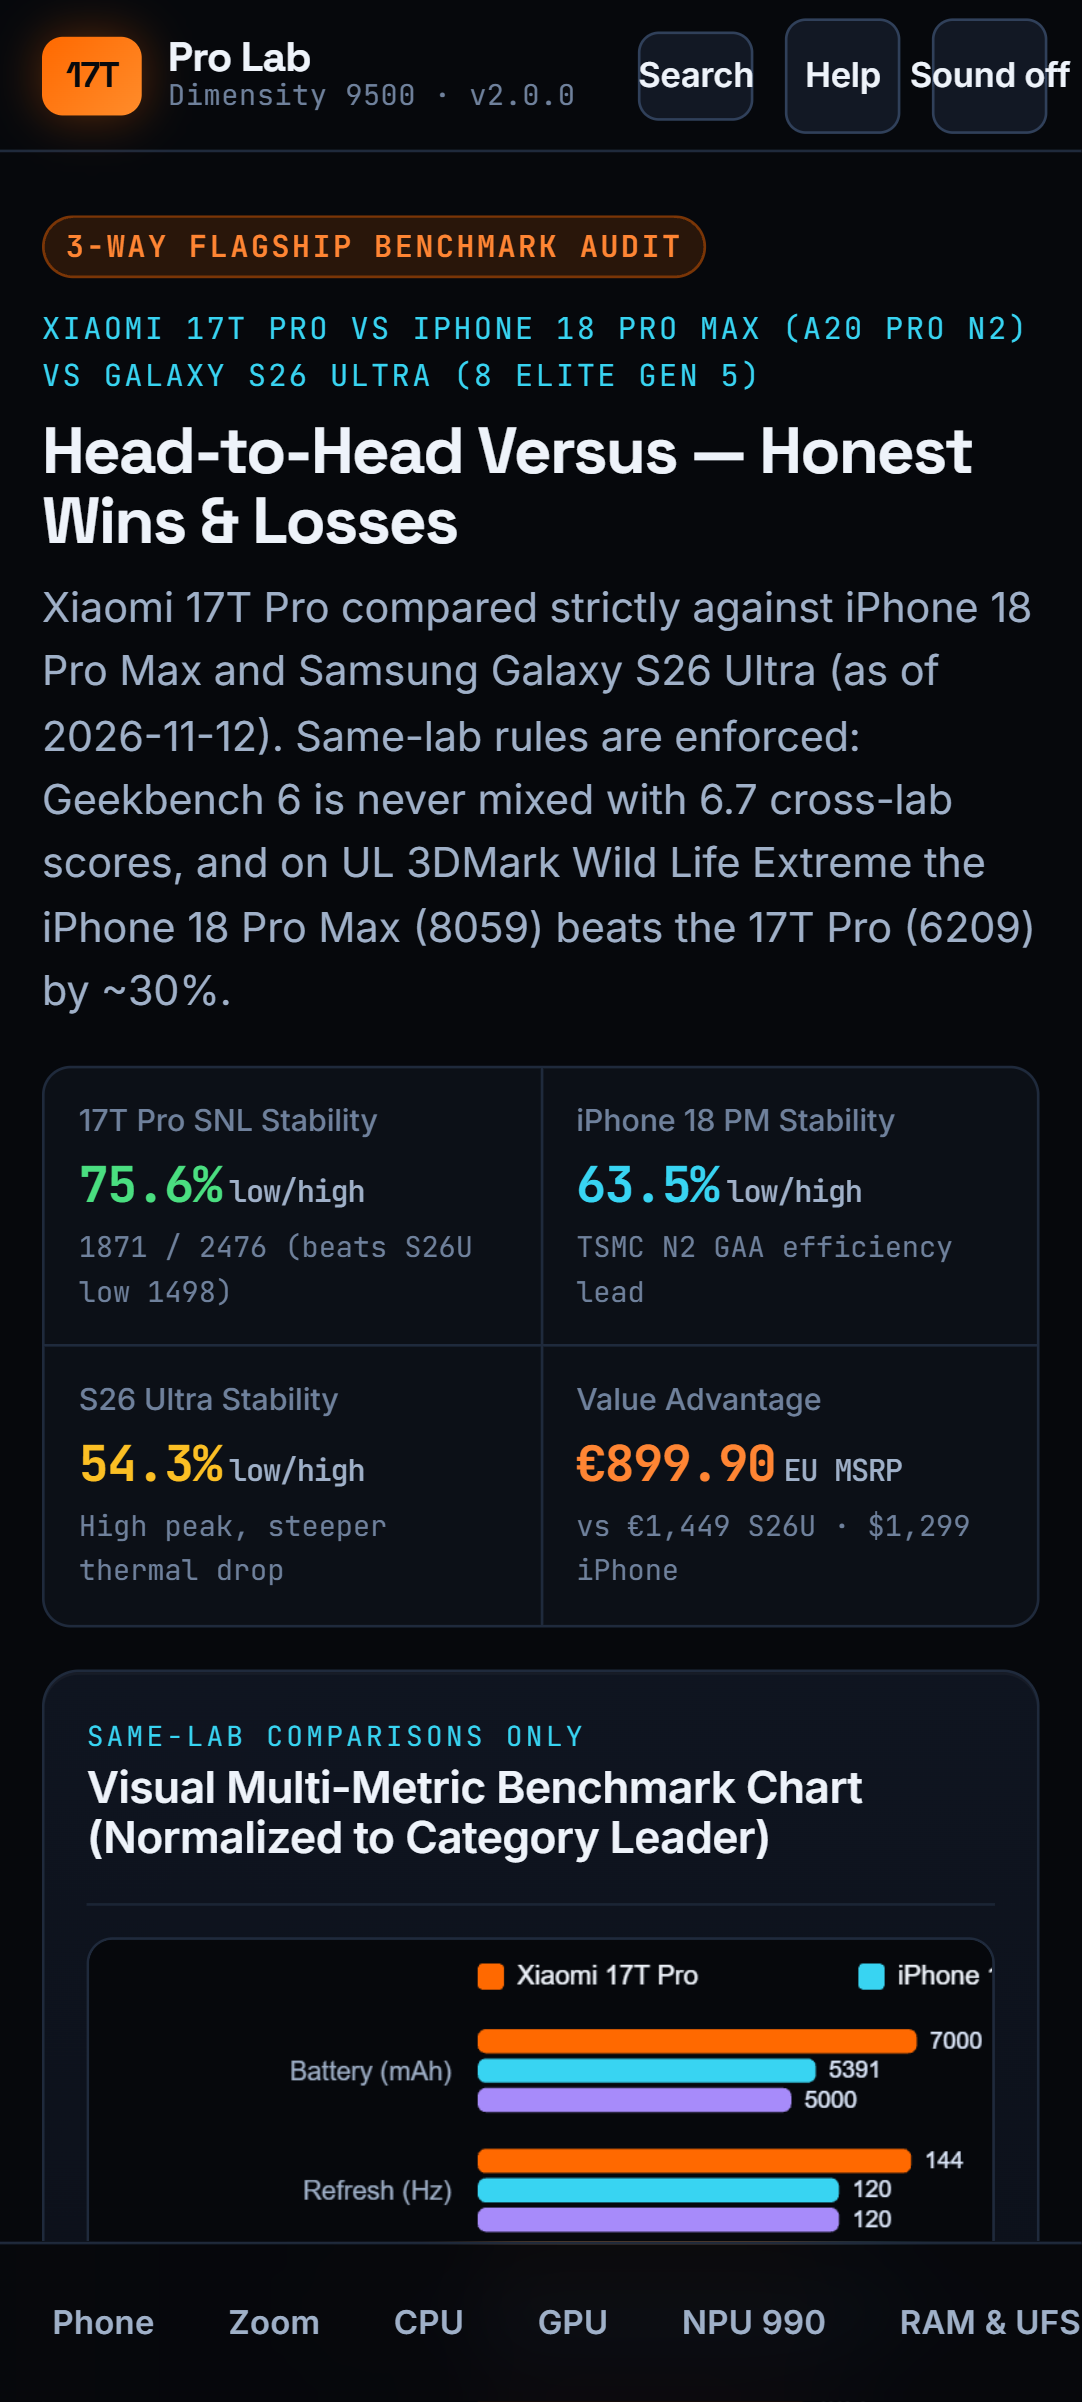 17T
Pro Lab
Dimensity 9500 · v2.0.0
Search
Help
Sound off
3-WAY FLAGSHIP BENCHMARK AUDIT
XIAOMI 17T PRO VS IPHONE 18 PRO MAX (A20 PRO N2)
VS GALAXY S26 ULTRA (8 ELITE GEN 5)
Head-to-Head Versus — Honest
Wins & Losses
Xiaomi 17T Pro compared strictly against iPhone 18
Pro Max and Samsung Galaxy S26 Ultra (as of
2026-11-12). Same-lab rules are enforced:
Geekbench 6 is never mixed with 6.7 cross-lab
scores, and on UL 3DMark Wild Life Extreme the
iPhone 18 Pro Max (8059) beats the 17T Pro (6209)
by ~30%.
17T Pro SNL Stability
75.6% low/high
1871 / 2476 (beats S26U
low 1498)
iPhone 18 PM Stability
63.5% low/high
TSMC N2 GAA efficiency
lead
S26 Ultra Stability
54.3% low/high
High peak, steeper
thermal drop
Value Advantage
€899.90 EU MSRP
vs €1,449 S26U · $1,299
iPhone
SAME-LAB COMPARISONS ONLY
Visual Multi-Metric Benchmark Chart
(Normalized to Category Leader)
Xiaomi 17T Pro
iPhone
Battery (mAh)
7000
5391
5000
Refresh (Hz)
144
120
120
Phone
Zoom
CPU
GPU
NPU 990
RAM & UFS